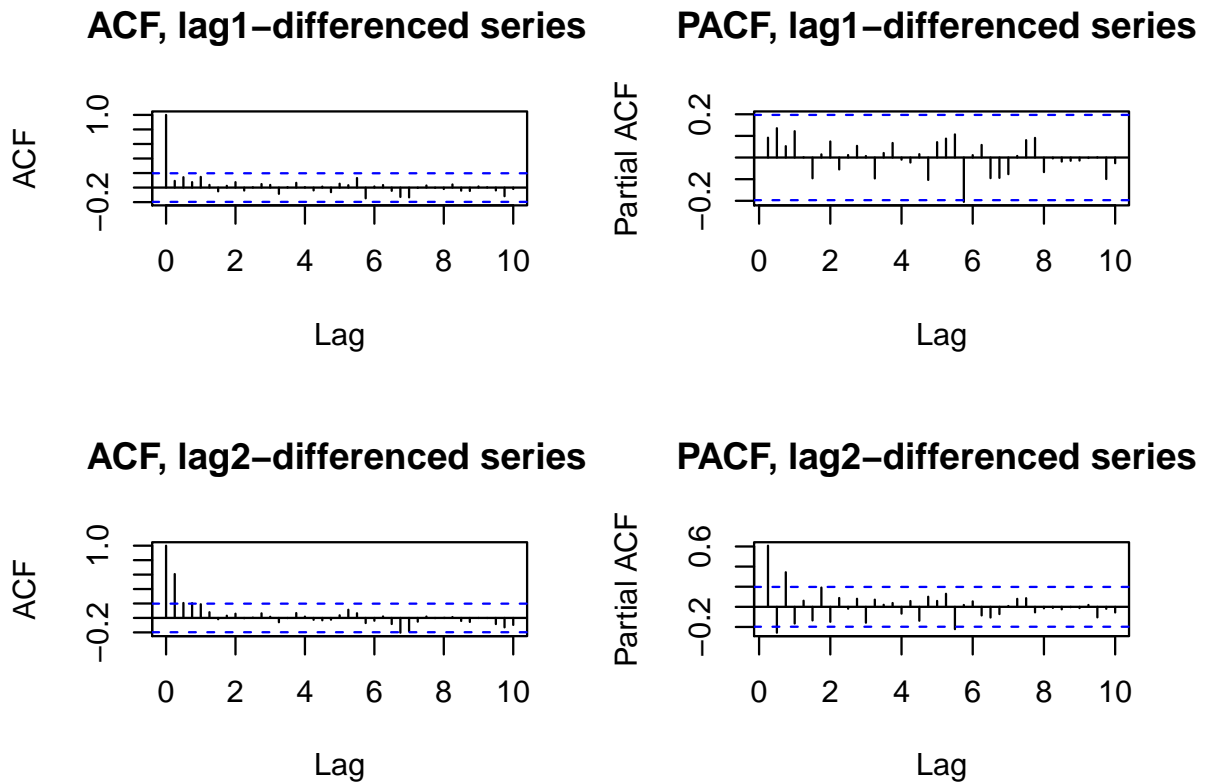 ACF, lag1−differenced series
ACF
1.0
−0.2
0 2 4 6 8 10
Lag
PACF, lag1−differenced series
Partial ACF
0.2
−0.2
0 2 4 6 8 10
Lag
ACF, lag2−differenced series
ACF
1.0
−0.2
0 2 4 6 8 10
Lag
PACF, lag2−differenced series
Partial ACF
0.6
−0.2
0 2 4 6 8 10
Lag